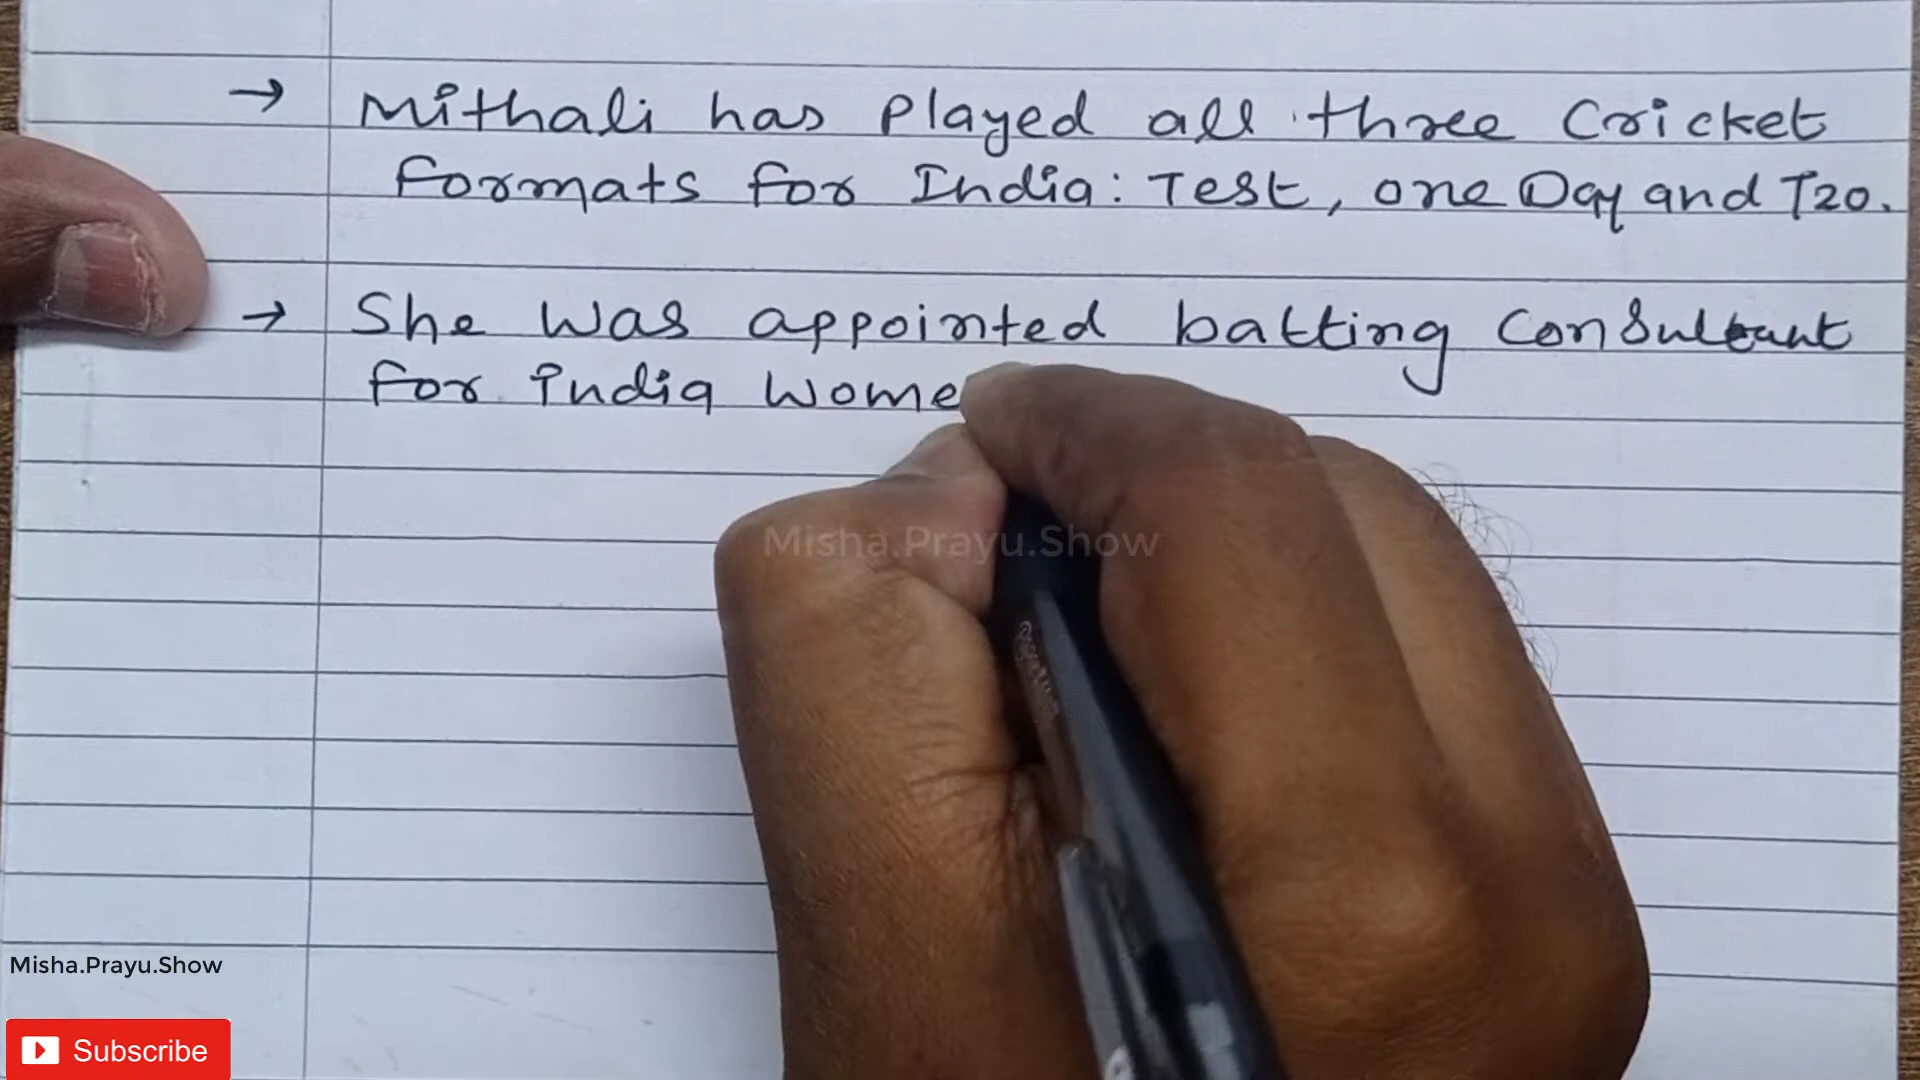 → Mithali has Played all three Cricket
formats for India: Test, one Day and T20.
→ She was appointed batting Consultant
for india Wome
Misha.Prayu.Show
Misha.Prayu.Show
Subscribe